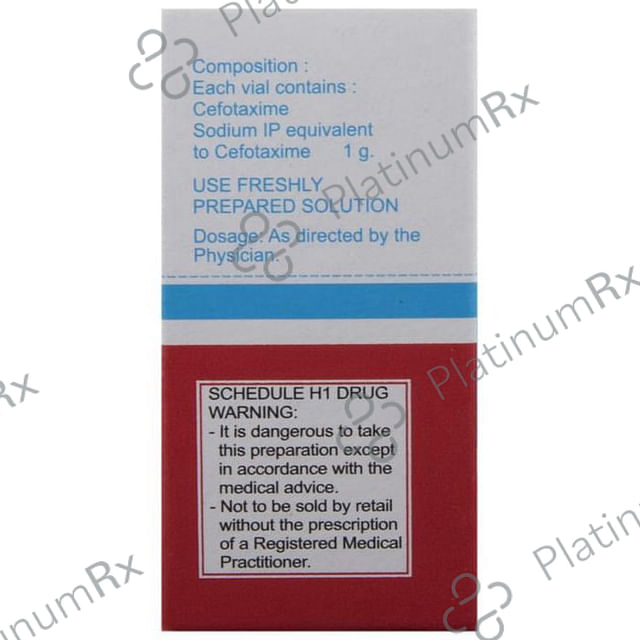 PlatinumRx
Composition :
Each vial contains :
Cefotaxime
Sodium IP equivalent
to Cefotaxime 1 g.
PlatinumRx
USE FRESHLY
PREPARED SOLUTION
Dosage: As directed by the
Physician.
PlatinumRx
SCHEDULE H1 DRUG
WARNING:
- It is dangerous to take
this preparation except
in accordance with the
medical advice.
- Not to be sold by retail
without the prescription
of a Registered Medical
Practitioner.